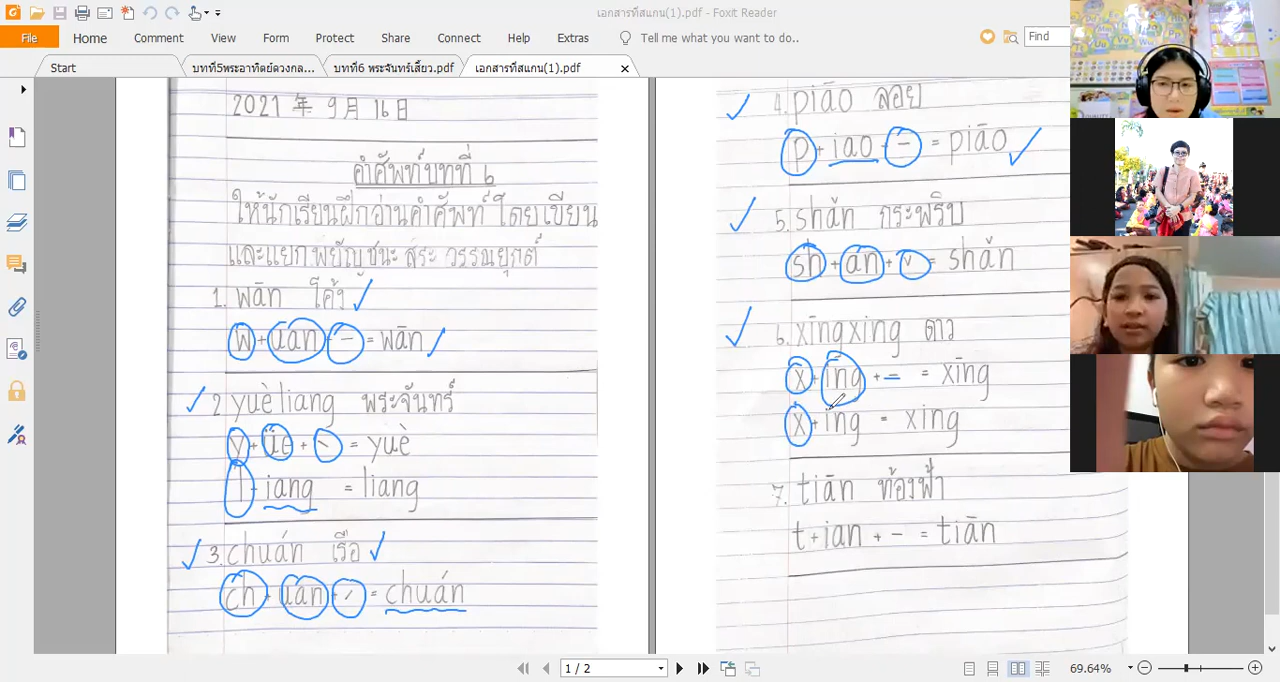 เอกสารที่สแกน(1).pdf - Foxit Reader
File Home Comment View Form Protect Share Connect Help Extras Tell me what you want to do.. Find
Start บทที่5พระอาทิตย์ดวงกล... บทที่6 พระจันทร์เสี้ยว.pdf เอกสารที่สแกน(1).pdf
2021 年 9月 16日
คำศัพท์บทที่ 6
ให้นักเรียนฝึกอ่านคำศัพท์ โดยเขียน
และแยกพยัญชนะ สระ วรรณยุกต์
1. wān โค้ง
w+uan+- = wān
2 yuèliang พระจันทร์
y+üe+ˋ = yuè
l+iang = liang
3. chuán เรือ
ch+uan+ˊ = chuán
4. piāo ลอย
p+iao+- = piāo
5. shǎn กระพริบ
sh+an+ˇ = shǎn
6. xīngxing ดาว
x+ing+- = xīng
x+ing = xing
7. tiān ท้องฟ้า
t+ian+- = tiān
1 / 2
69.64%